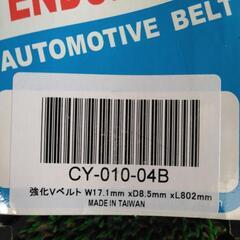 AUTOMOTIVE BELT
CY-010-04B
強化Vベルト W17.1mm xD8.5mm xL802mm
MADE IN TAIWAN